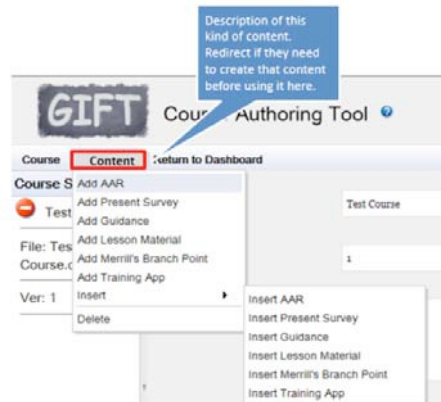 Description of this
kind of content.
Redirect if they need
to create that content
before using it here.
GIFT
Authoring Tool
Course Content Return to Dashboard
Course S
Add AAR
Test
Add Present Survey
Test Course
Add Guidance
File: Tes
Add Lesson Material
Course.c
Add Merrill's Branch Point
1
Add Training App
Ver: 1
Insert
Insert AAR
Delete
Insert Present Survey
Insert Guidance
Insert Lesson Material
Insert Merrill's Branch Point
Insert Training App